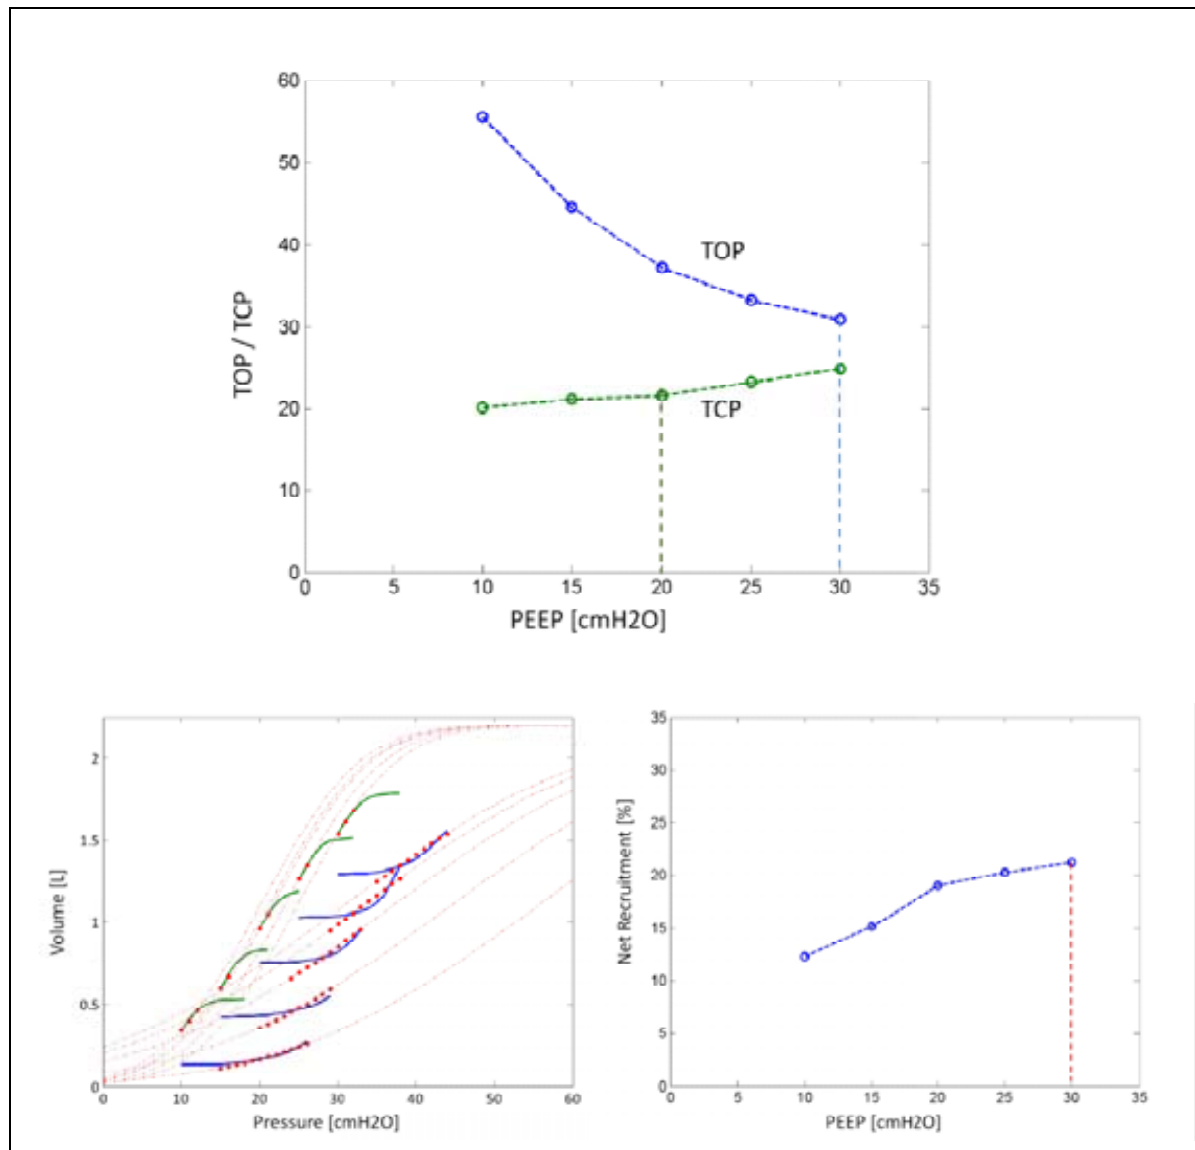 60
50
40
30
20
10
0
TOP / TCP
TOP
TCP
0 5 10 15 20 25 30 35
PEEP [cmH2O]
2
1.5
1
0.5
0
Volume [L]
0 10 20 30 40 50 60
Pressure [cmH2O]
35
30
25
20
15
10
5
0
Net Recruitment [%]
0 5 10 15 20 25 30 35
PEEP [cmH2O]